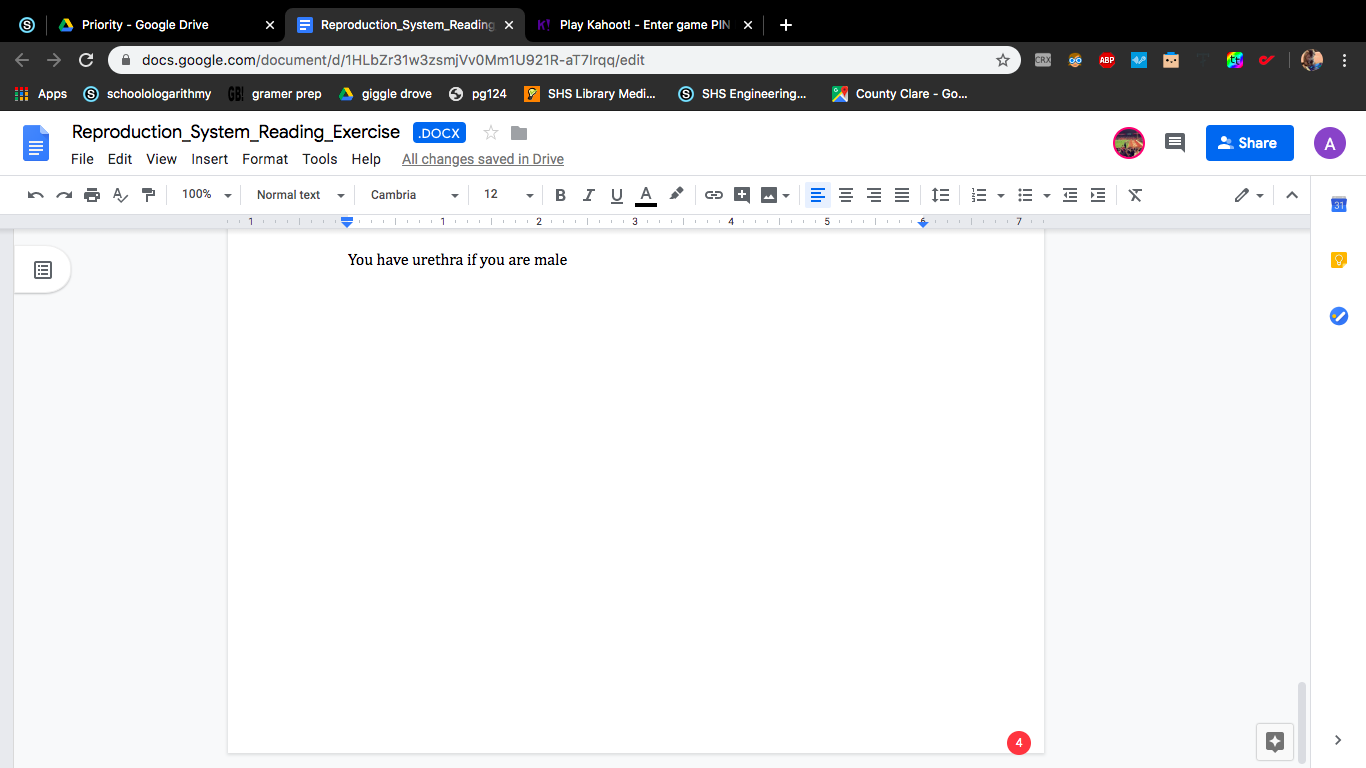 Priority - Google Drive
Reproduction_System_Reading
Play Kahoot! - Enter game PIN
docs.google.com/document/d/1HLbZr31w3zsmjVv0Mm1U921R-aT7Irqq/edit
CRX ABP
Apps schoolologarithmy GB! gramer prep giggle drove pg124 SHS Library Medi... SHS Engineering... County Clare - Go...
Reproduction_System_Reading_Exercise .DOCX
File Edit View Insert Format Tools Help All changes saved in Drive
Share A
100% Normal text Cambria 12 B I U A
31
1 1 2 3 4 5 6 7
You have urethra if you are male
4